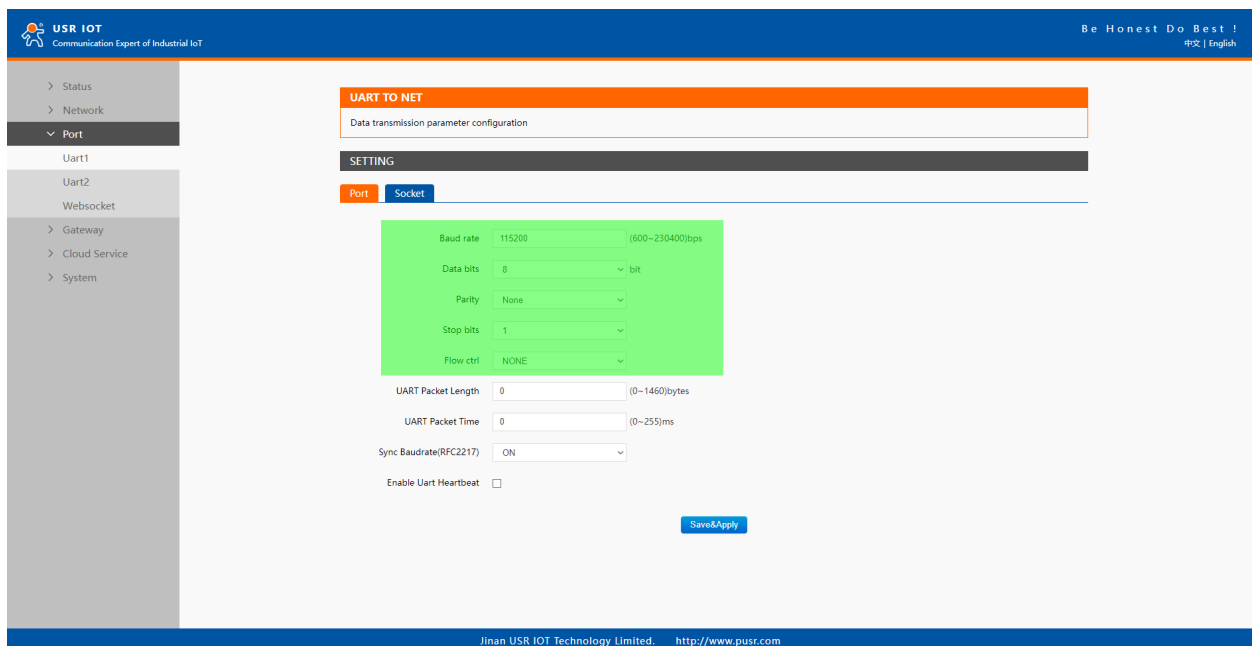 USR IOT
Communication Expert of Industrial IoT
Be Honest Do Best !
中文 | English
Status
Network
Port
Uart1
Uart2
Websocket
Gateway
Cloud Service
System
UART TO NET
Data transmission parameter configuration
SETTING
Port Socket
Baud rate 115200 (600~230400)bps
Data bits 8 bit
Parity None
Stop bits 1
Flow ctrl NONE
UART Packet Length 0 (0~1460)bytes
UART Packet Time 0 (0~255)ms
Sync Baudrate(RFC2217) ON
Enable Uart Heartbeat
Save&Apply
Jinan USR IOT Technology Limited. http://www.pusr.com